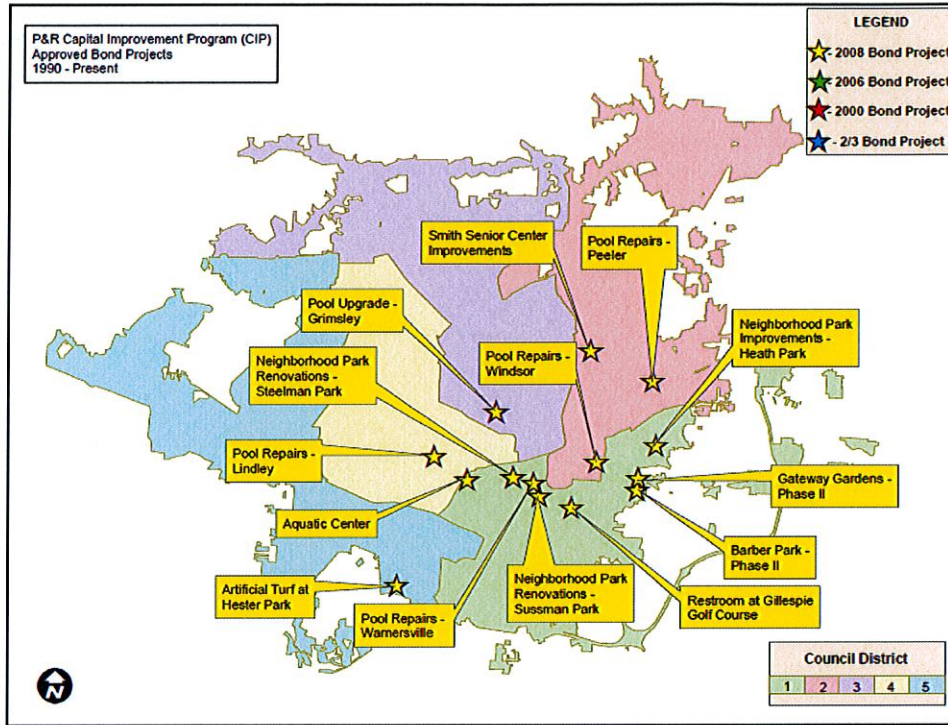 P&R Capital Improvement Program (CIP)
Approved Bond Projects
1990 - Present
LEGEND
- 2008 Bond Project
- 2006 Bond Project
- 2000 Bond Project
- 2/3 Bond Project
Smith Senior Center
Improvements
Pool Repairs -
Peeler
Pool Upgrade -
Grimsley
Neighborhood Park
Improvements -
Heath Park
Neighborhood Park
Renovations -
Steelman Park
Pool Repairs -
Windsor
Pool Repairs -
Lindley
Gateway Gardens -
Phase II
Aquatic Center
Barber Park -
Phase II
Artificial Turf at
Hester Park
Neighborhood Park
Renovations -
Sussman Park
Restroom at Gillespie
Golf Course
Pool Repairs -
Warnersville
N
Council District
1 2 3 4 5